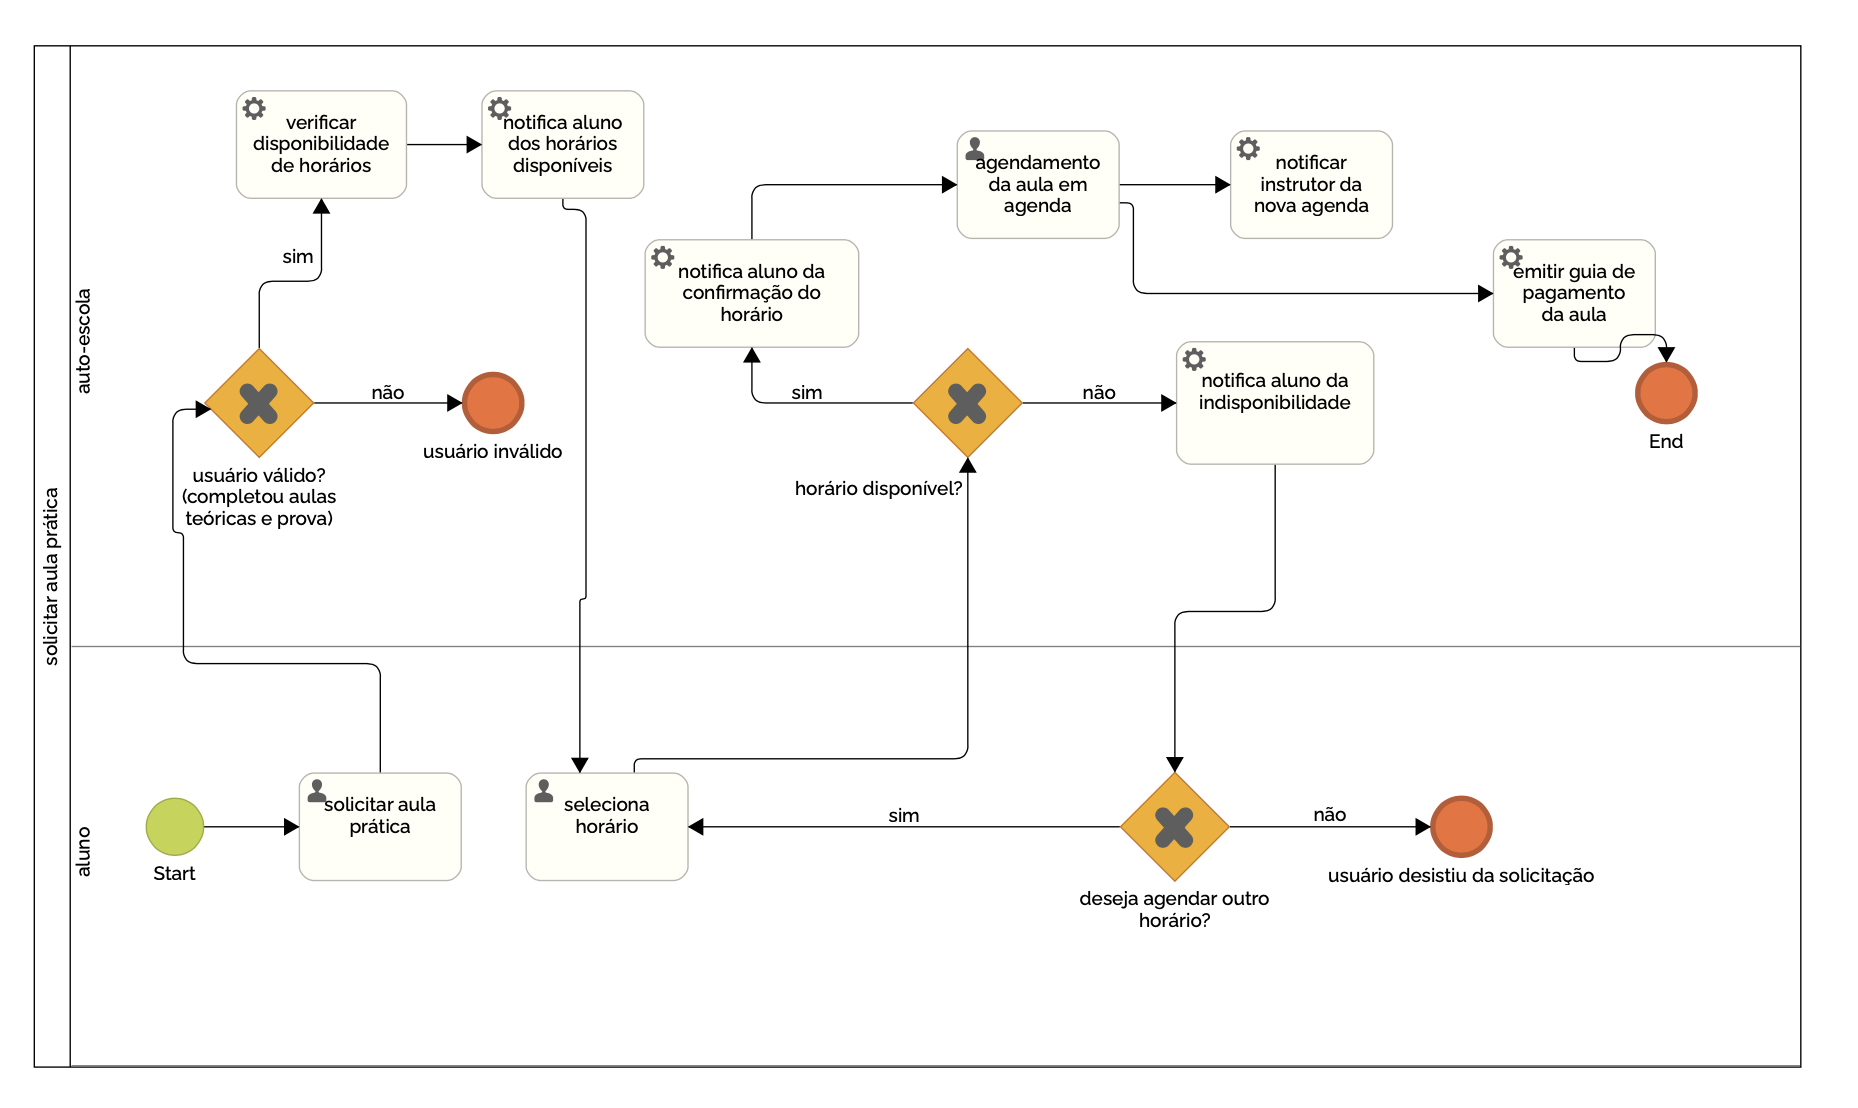 solicitar aula prática
auto-escola
verificar
disponibilidade
de horários
notifica aluno
dos horários
disponíveis
agendamento
da aula em
agenda
notificar
instrutor da
nova agenda
sim
notifica aluno da
confirmação do
horário
emitir guia de
pagamento
da aula
não
usuário inválido
usuário válido?
(completou aulas
teóricas e prova)
sim
não
horário disponível?
notifica aluno da
indisponibilidade
End
aluno
Start
solicitar aula
prática
seleciona
horário
sim
deseja agendar outro
horário?
não
usuário desistiu da solicitação